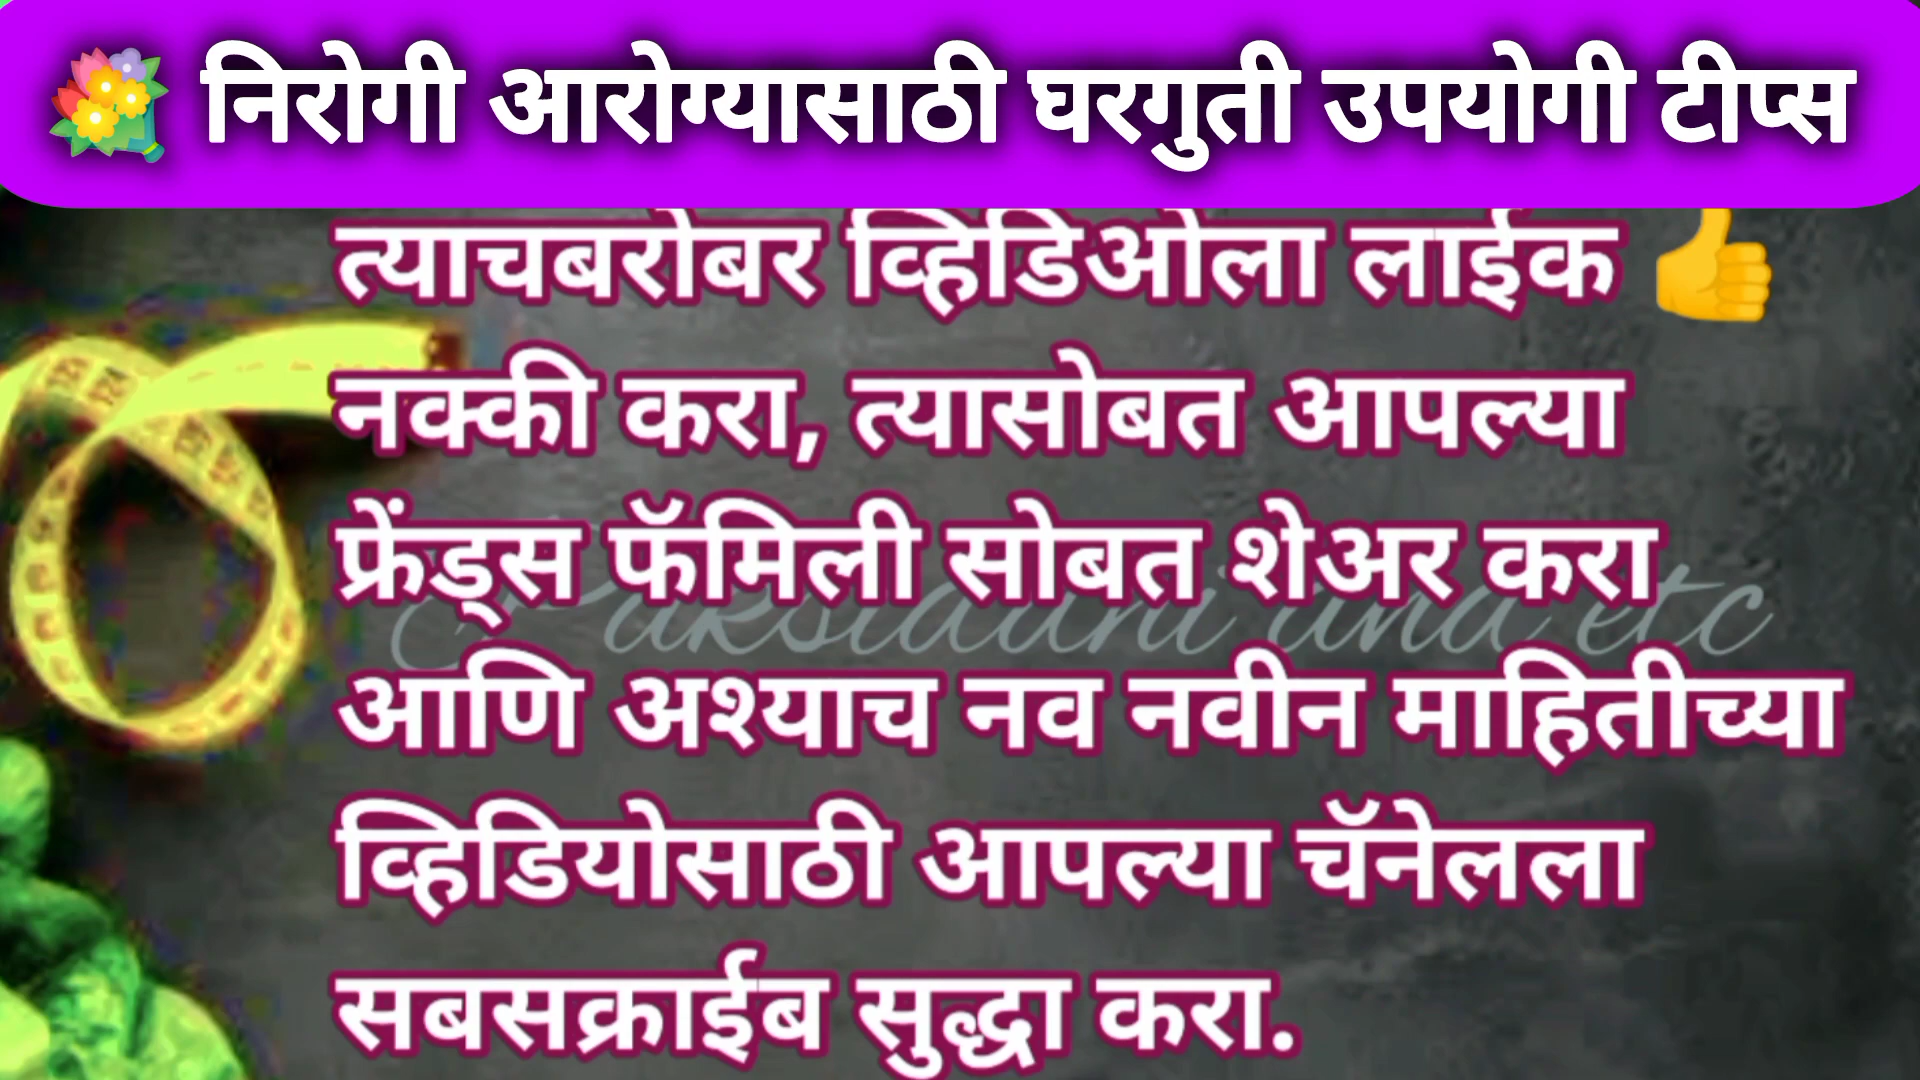 💐 निरोगी आरोग्यासाठी घरगुती उपयोगी टीप्स
त्याचबरोबर व्हिडिओला लाईक 👍
नक्की करा, त्यासोबत आपल्या
फ्रेंड्स फॅमिली सोबत शेअर करा
आणि अश्याच नव नवीन माहितीच्या
व्हिडियोसाठी आपल्या चॅनेलला
सबसक्राईब सुद्धा करा.